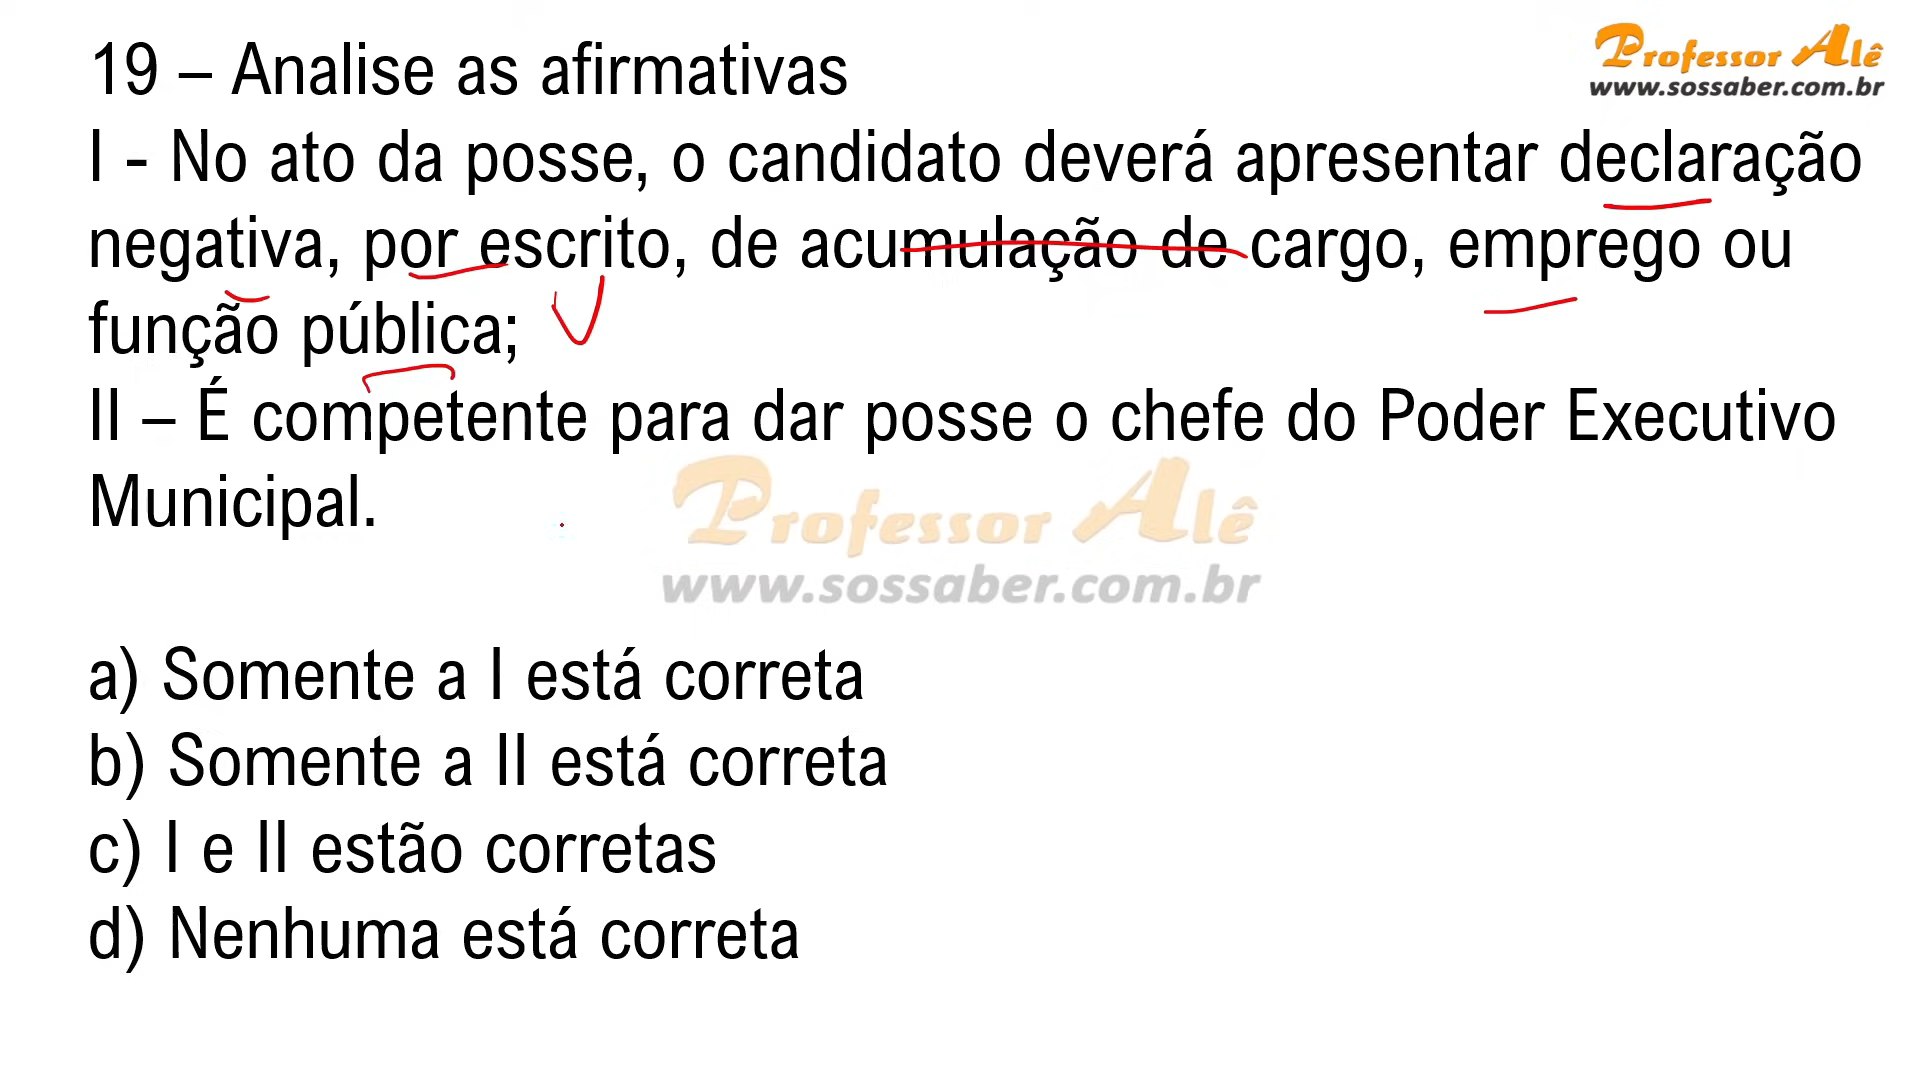 Professor Alê
www.sossaber.com.br
19 – Analise as afirmativas
I - No ato da posse, o candidato deverá apresentar declaração
negativa, por escrito, de acumulação de cargo, emprego ou
função pública;
II – É competente para dar posse o chefe do Poder Executivo
Municipal.
Professor Alê
www.sossaber.com.br
a) Somente a I está correta
b) Somente a II está correta
c) I e II estão corretas
d) Nenhuma está correta